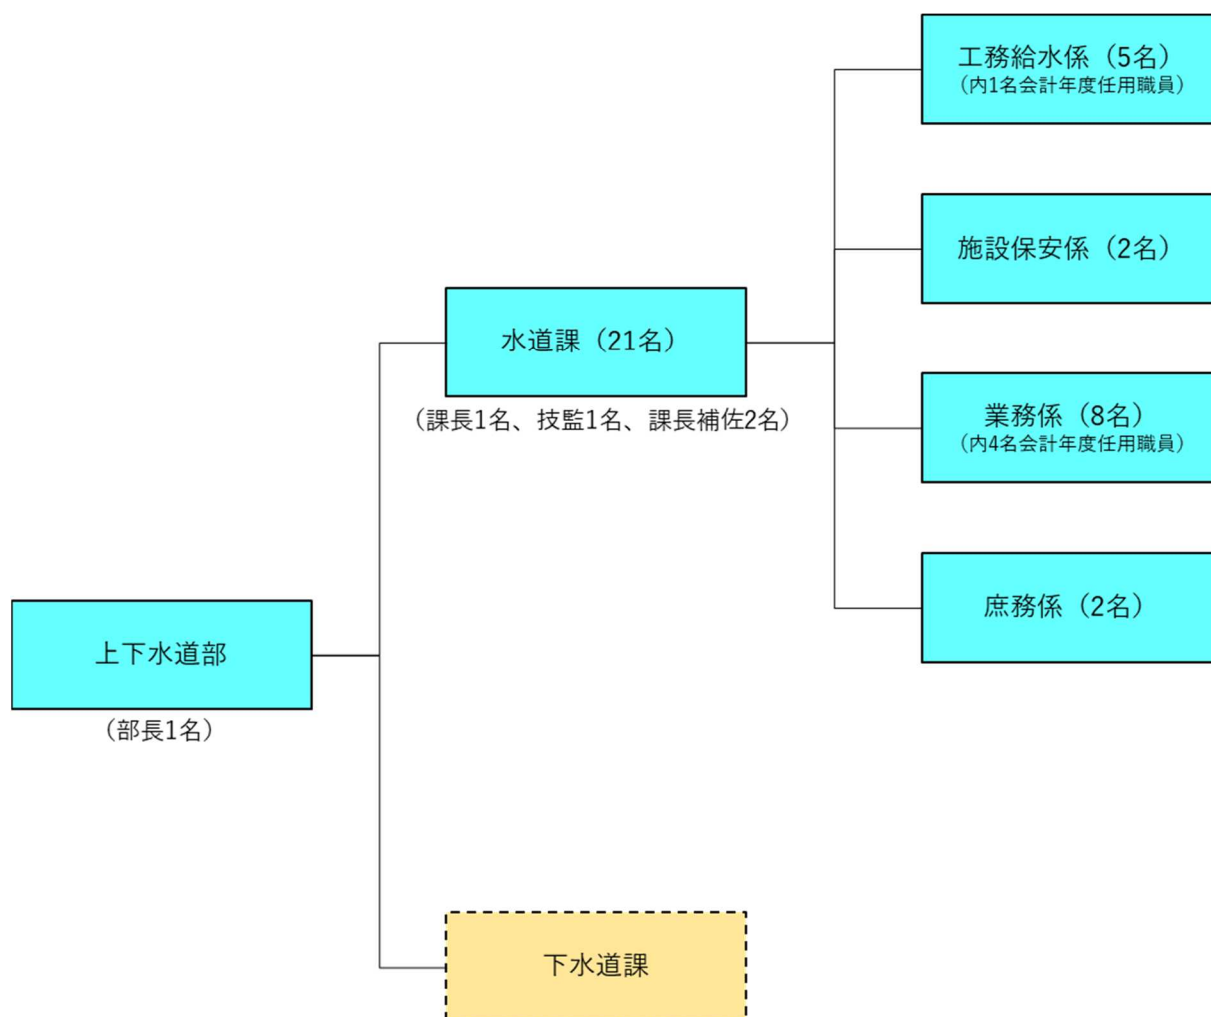 工務給水係（5名）
（内1名会計年度任用職員）
施設保安係（2名）
水道課（21名）
（課長1名、技監1名、課長補佐2名）
業務係（8名）
（内4名会計年度任用職員）
庶務係（2名）
上下水道部
（部長1名）
下水道課